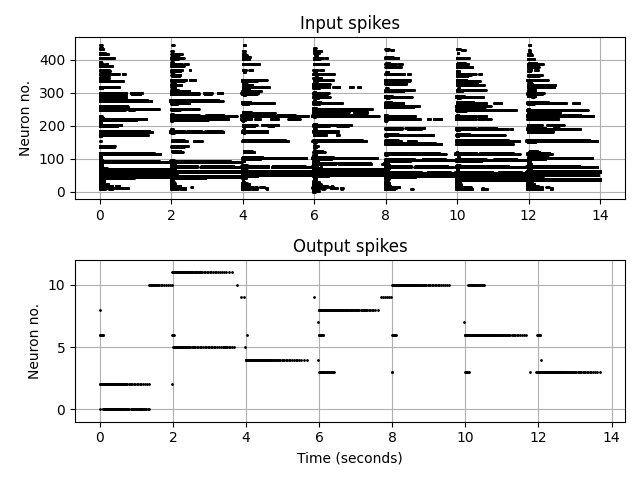 Input spikes
Neuron no.
400
300
200
100
0
0 2 4 6 8 10 12 14
Output spikes
Neuron no.
10
5
0
0 2 4 6 8 10 12 14
Time (seconds)